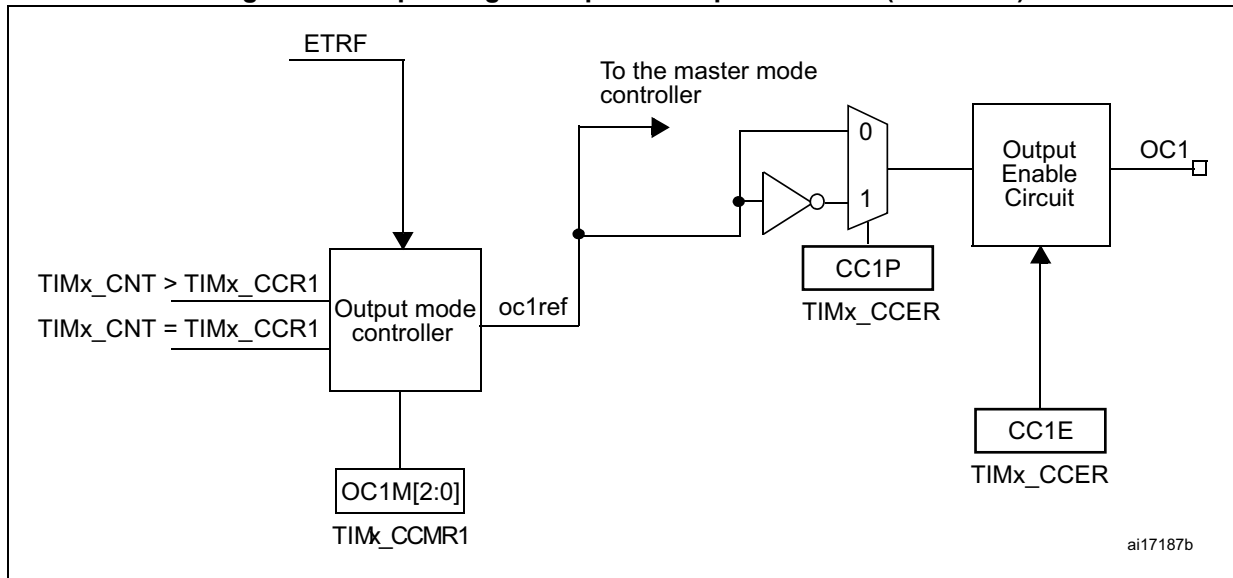 ETRF
To the master mode
controller
0
1
Output
Enable
Circuit
OC1
CC1P
TIMx_CCER
TIMx_CNT > TIMx_CCR1
TIMx_CNT = TIMx_CCR1
Output mode
controller
oc1ref
CC1E
TIMx_CCER
OC1M[2:0]
TIMx_CCMR1
ai17187b